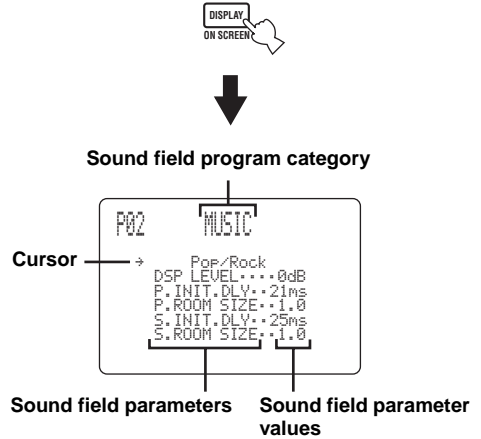 DISPLAY
ON SCREEN
Sound field program category
P02 MUSIC
Cursor → Pop/Rock
DSP LEVEL····0dB
P.INIT.DLY··21ms
P.ROOM SIZE··1.0
S.INIT.DLY··25ms
S.ROOM SIZE··1.0
Sound field parameters
Sound field parameter
values